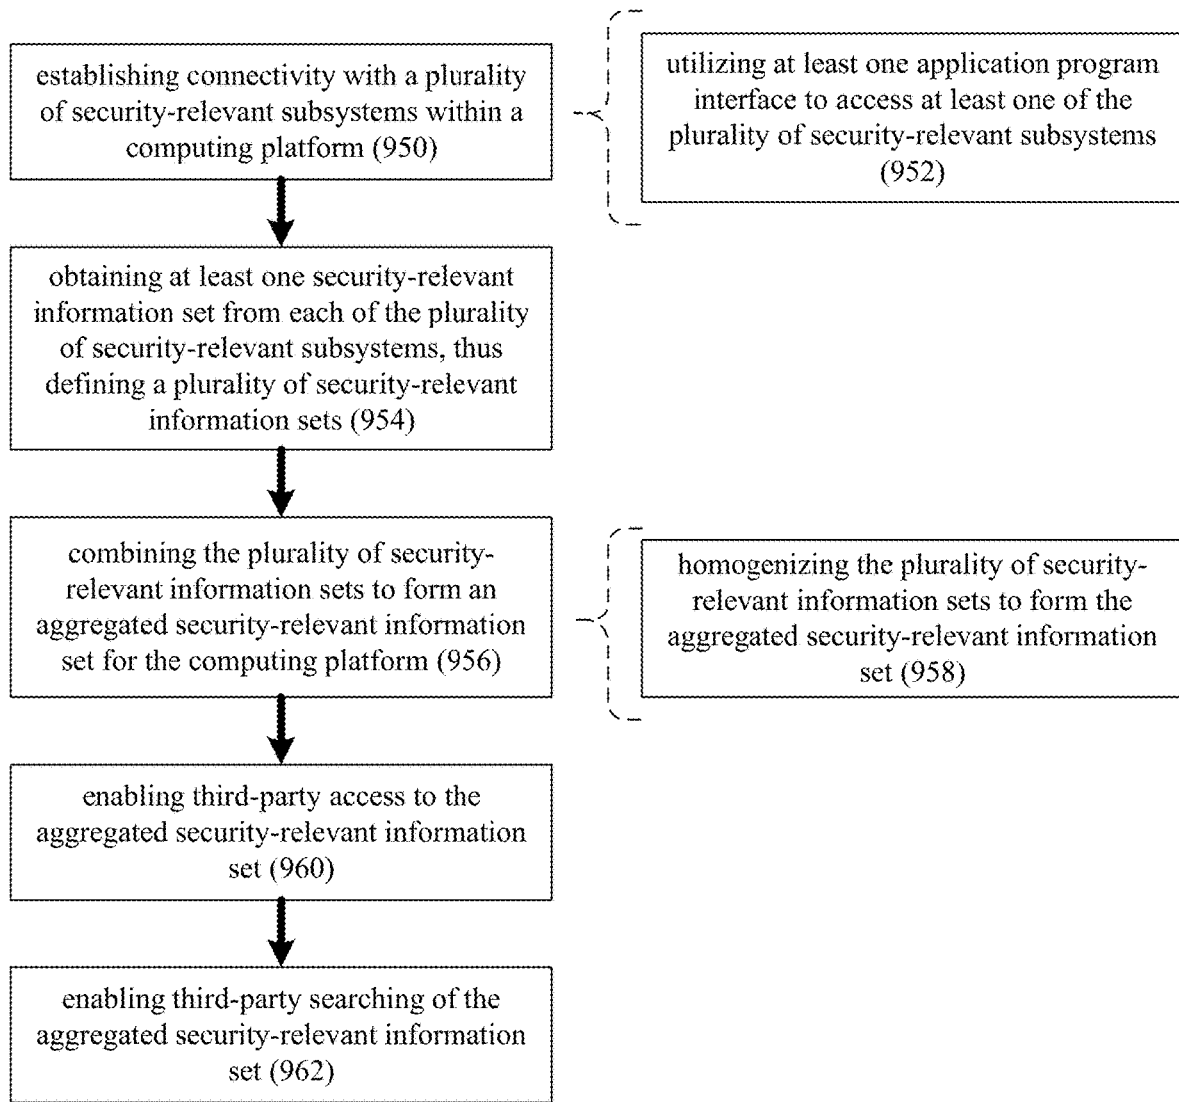 establishing connectivity with a plurality
of security-relevant subsystems within a
computing platform (950)
utilizing at least one application program
interface to access at least one of the
plurality of security-relevant subsystems
(952)
obtaining at least one security-relevant
information set from each of the plurality
of security-relevant subsystems, thus
defining a plurality of security-relevant
information sets (954)
combining the plurality of security-
relevant information sets to form an
aggregated security-relevant information
set for the computing platform (956)
homogenizing the plurality of security-
relevant information sets to form the
aggregated security-relevant information
set (958)
enabling third-party access to the
aggregated security-relevant information
set (960)
enabling third-party searching of the
aggregated security-relevant information
set (962)